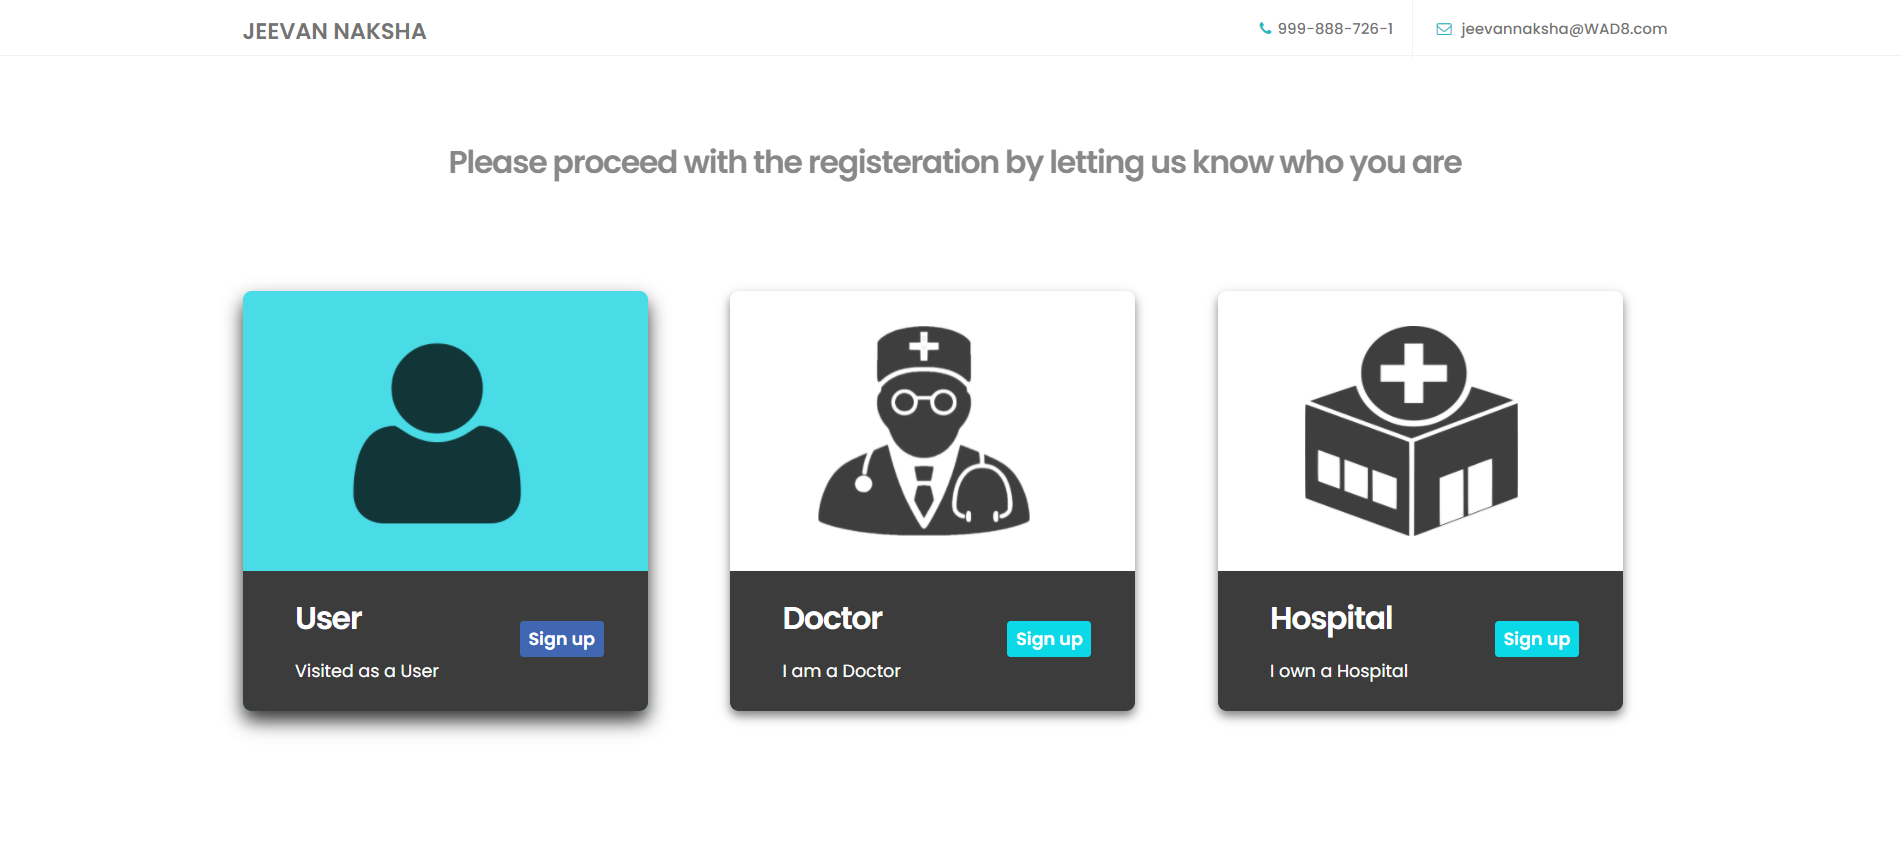 JEEVAN NAKSHA
999-888-726-1
jeevannaksha@WAD8.com
Please proceed with the registeration by letting us know who you are
User
Sign up
Visited as a User
Doctor
Sign up
I am a Doctor
Hospital
Sign up
I own a Hospital